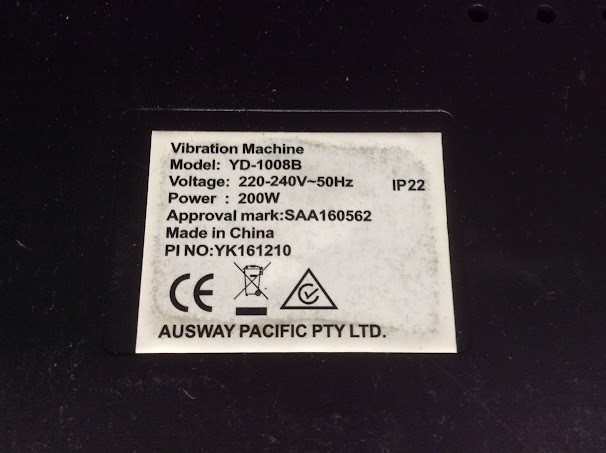 Vibration Machine
Model: YD-1008B
Voltage: 220-240V~50Hz IP22
Power : 200W
Approval mark:SAA160562
Made in China
PI NO:YK161210
CE
AUSWAY PACIFIC PTY LTD.